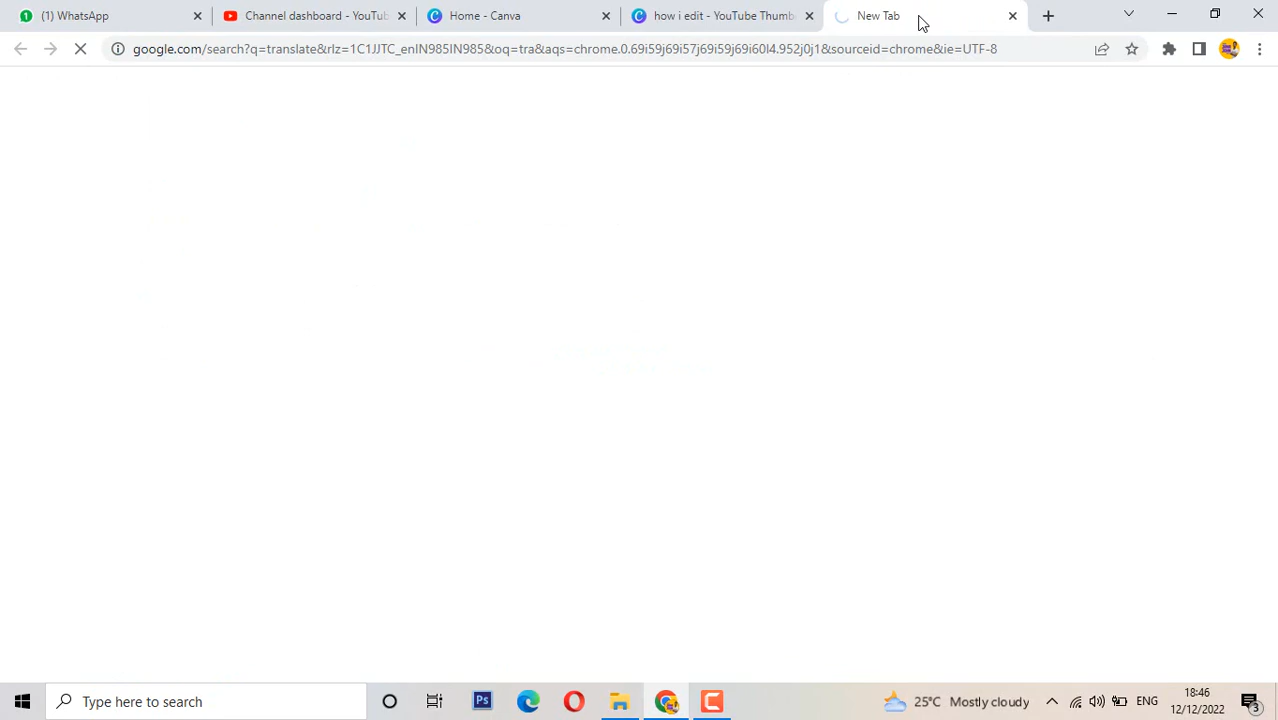 (1) WhatsApp
Channel dashboard - YouTub
Home - Canva
how i edit - YouTube Thumb
New Tab
google.com/search?q=translate&rlz=1C1JJTC_enIN985IN985&oq=tra&aqs=chrome.0.69i59j69i57j69i59j69i60l4.952j0j1&sourceid=chrome&ie=UTF-8
Type here to search
Ps
25°C Mostly cloudy
ENG
18:46
12/12/2022
3